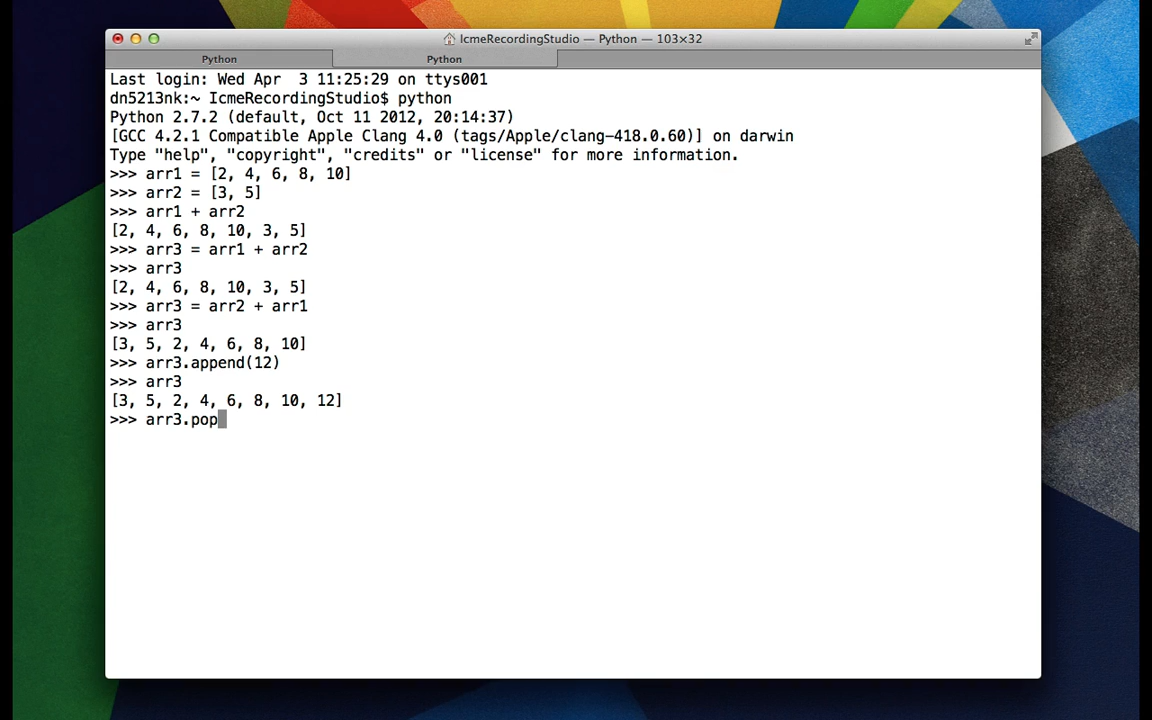 IcmeRecordingStudio — Python — 103×32
Python Python
Last login: Wed Apr  3 11:25:29 on ttys001
dn5213nk:~ IcmeRecordingStudio$ python
Python 2.7.2 (default, Oct 11 2012, 20:14:37)
[GCC 4.2.1 Compatible Apple Clang 4.0 (tags/Apple/clang-418.0.60)] on darwin
Type "help", "copyright", "credits" or "license" for more information.
>>> arr1 = [2, 4, 6, 8, 10]
>>> arr2 = [3, 5]
>>> arr1 + arr2
[2, 4, 6, 8, 10, 3, 5]
>>> arr3 = arr1 + arr2
>>> arr3
[2, 4, 6, 8, 10, 3, 5]
>>> arr3 = arr2 + arr1
>>> arr3
[3, 5, 2, 4, 6, 8, 10]
>>> arr3.append(12)
>>> arr3
[3, 5, 2, 4, 6, 8, 10, 12]
>>> arr3.pop